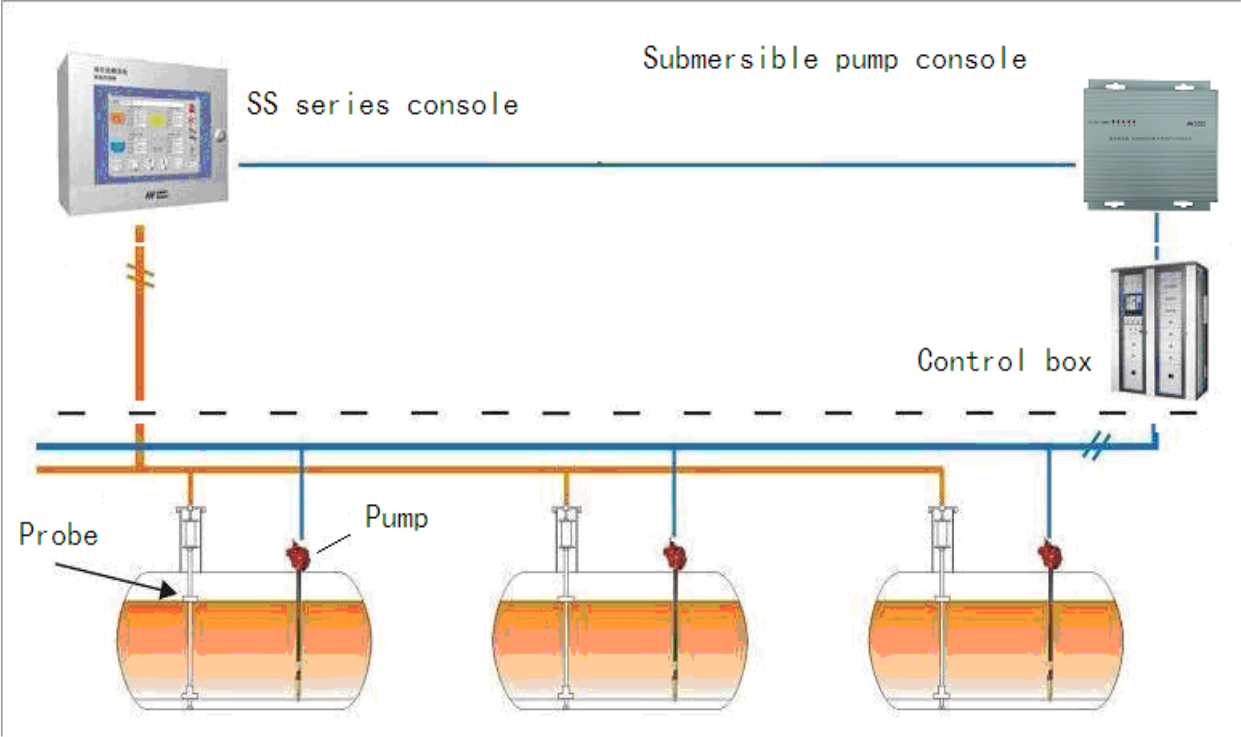 Submersible pump console
SS series console
Control box
Pump
Probe